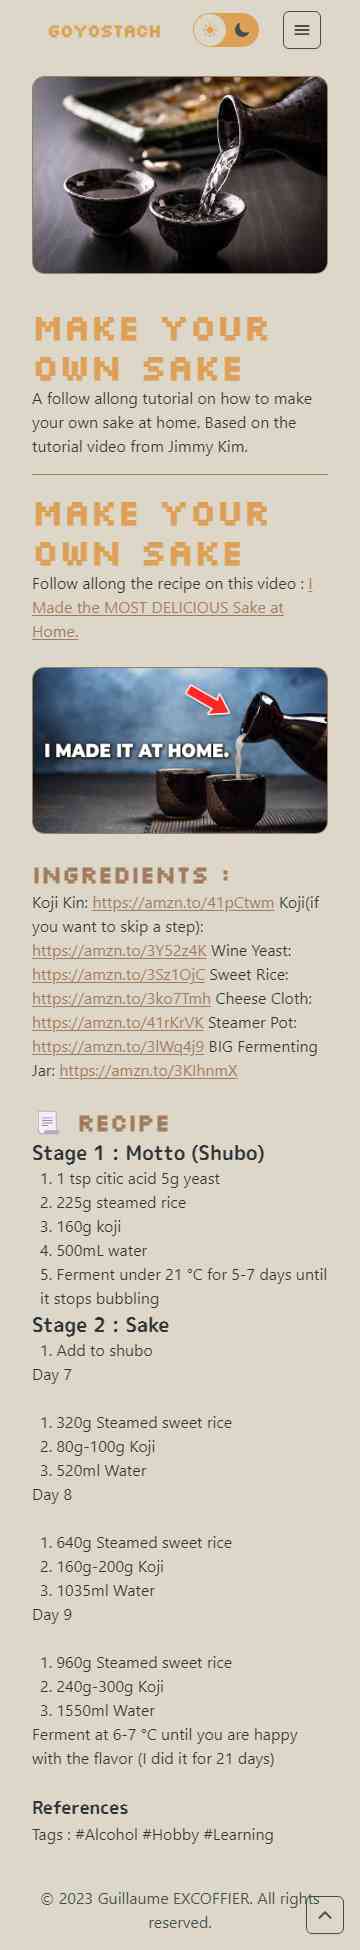 GOYOSTACH
MAKE YOUR
OWN SAKE
A follow allong tutorial on how to make
your own sake at home. Based on the
tutorial video from Jimmy Kim.
MAKE YOUR
OWN SAKE
Follow allong the recipe on this video : I
Made the MOST DELICIOUS Sake at
Home.
I MADE IT AT HOME.
INGREDIENTS :
Koji Kin: https://amzn.to/41pCtwm Koji(if
you want to skip a step):
https://amzn.to/3Y52z4K Wine Yeast:
https://amzn.to/3Sz1OjC Sweet Rice:
https://amzn.to/3ko7Tmh Cheese Cloth:
https://amzn.to/41rKrVK Steamer Pot:
https://amzn.to/3lWq4j9 BIG Fermenting
Jar: https://amzn.to/3KIhnmX
RECIPE
Stage 1 : Motto (Shubo)
1. 1 tsp citic acid 5g yeast
2. 225g steamed rice
3. 160g koji
4. 500mL water
5. Ferment under 21 °C for 5-7 days until
it stops bubbling
Stage 2 : Sake
1. Add to shubo
Day 7
1. 320g Steamed sweet rice
2. 80g-100g Koji
3. 520ml Water
Day 8
1. 640g Steamed sweet rice
2. 160g-200g Koji
3. 1035ml Water
Day 9
1. 960g Steamed sweet rice
2. 240g-300g Koji
3. 1550ml Water
Ferment at 6-7 °C until you are happy
with the flavor (I did it for 21 days)
References
Tags : #Alcohol #Hobby #Learning
© 2023 Guillaume EXCOFFIER. All rights
reserved.